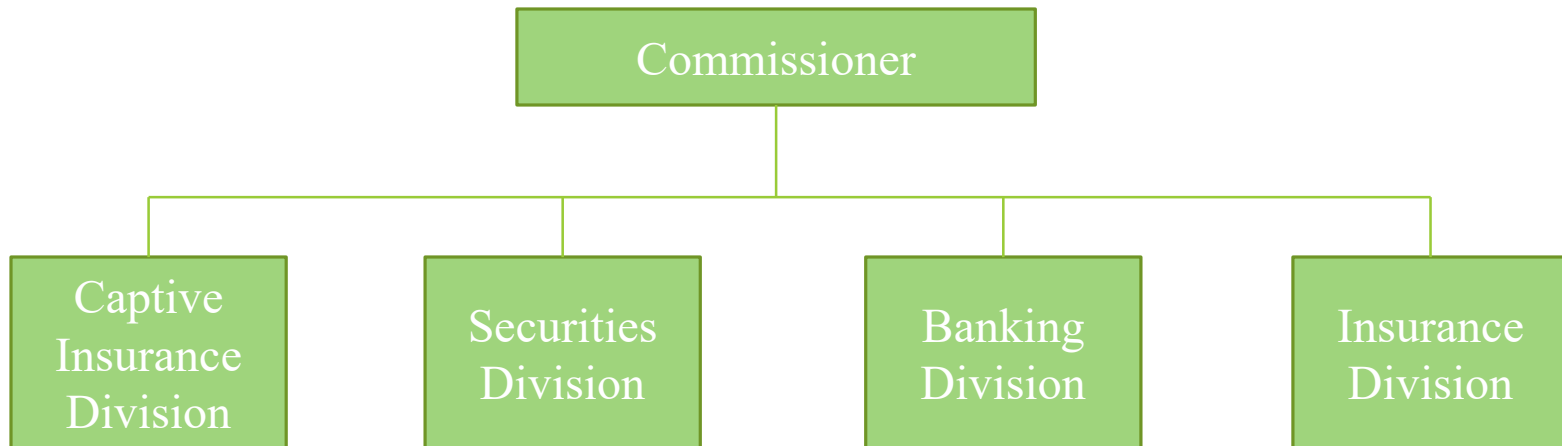 Commissioner
Captive
Insurance
Division
Securities
Division
Banking
Division
Insurance
Division